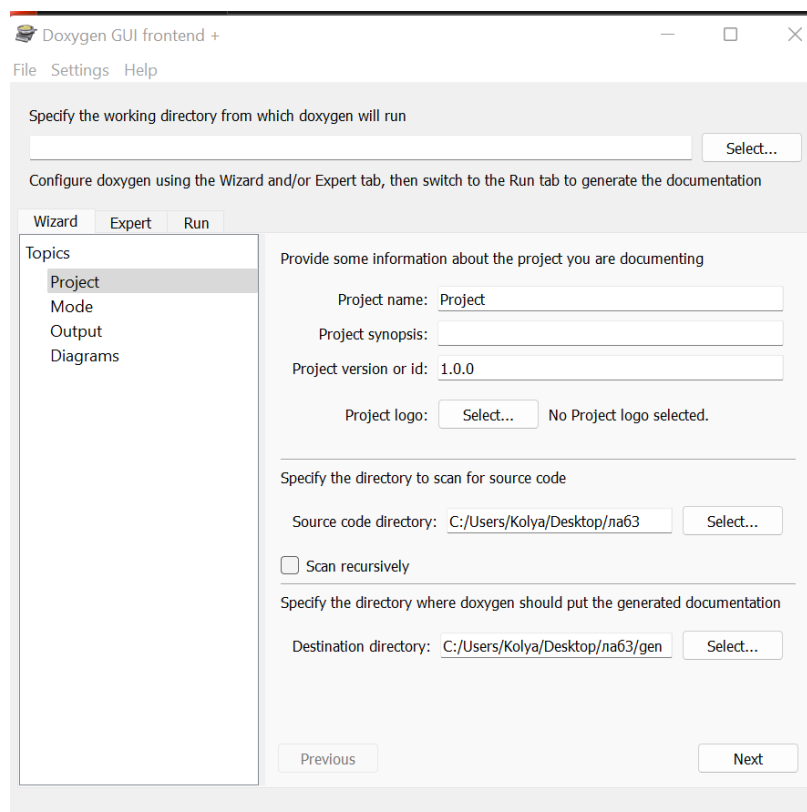 Doxygen GUI frontend +
File Settings Help
Specify the working directory from which doxygen will run
Select...
Configure doxygen using the Wizard and/or Expert tab, then switch to the Run tab to generate the documentation
Wizard Expert Run
Topics
Project
Mode
Output
Diagrams
Provide some information about the project you are documenting
Project name: Project
Project synopsis:
Project version or id: 1.0.0
Project logo: Select... No Project logo selected.
Specify the directory to scan for source code
Source code directory: C:/Users/Kolya/Desktop/лаб3 Select...
Scan recursively
Specify the directory where doxygen should put the generated documentation
Destination directory: C:/Users/Kolya/Desktop/лаб3/gen Select...
Previous Next